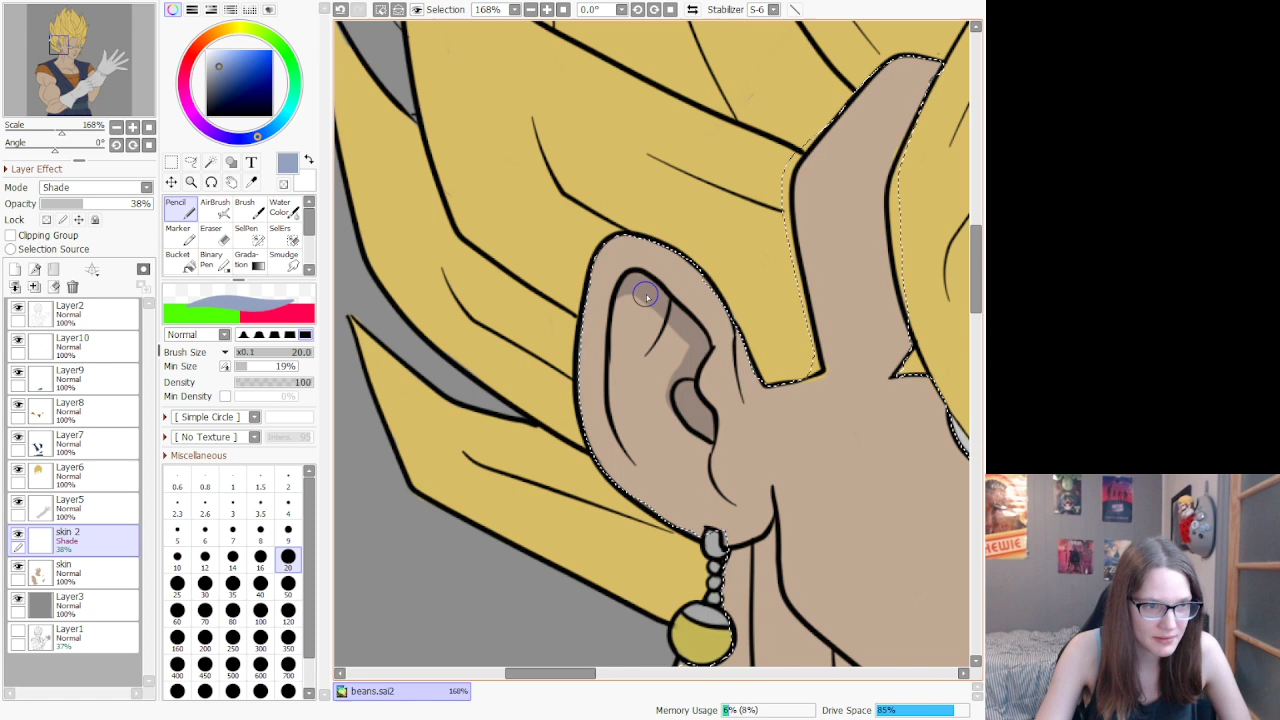 Selection
168%
0.0°
Stabilizer S-6
Scale 168%
Angle 0°
Layer Effect
Mode Shade
Opacity 38%
Lock
Clipping Group
Selection Source
Layer2
Normal
100%
Layer10
Normal
100%
Layer9
Normal
100%
Layer8
Normal
100%
Layer7
Normal
100%
Layer6
Normal
100%
Layer5
Normal
100%
skin 2
Shade
38%
skin
Normal
100%
Layer3
Normal
100%
Layer1
Normal
37%
T
Pencil AirBrush Brush Water Color
Marker Eraser SelPen SelErs
Bucket Binary Pen Grada-tion Smudge
Normal
Brush Size x0.1 20.0
Min Size 19%
Density 100
Min Density 0%
[ Simple Circle ]
[ No Texture ] Intens. 95
Miscellaneous
0.6 0.8 1 1.5 2
2.3 2.6 3 3.5 4
5 6 7 8 9
10 12 14 16 20
25 30 35 40 50
60 70 80 100 120
160 200 250 300 350
400 450 500 600 700
beans.sai2 168%
Memory Usage 6% (8%) Drive Space 85%
HEWIE